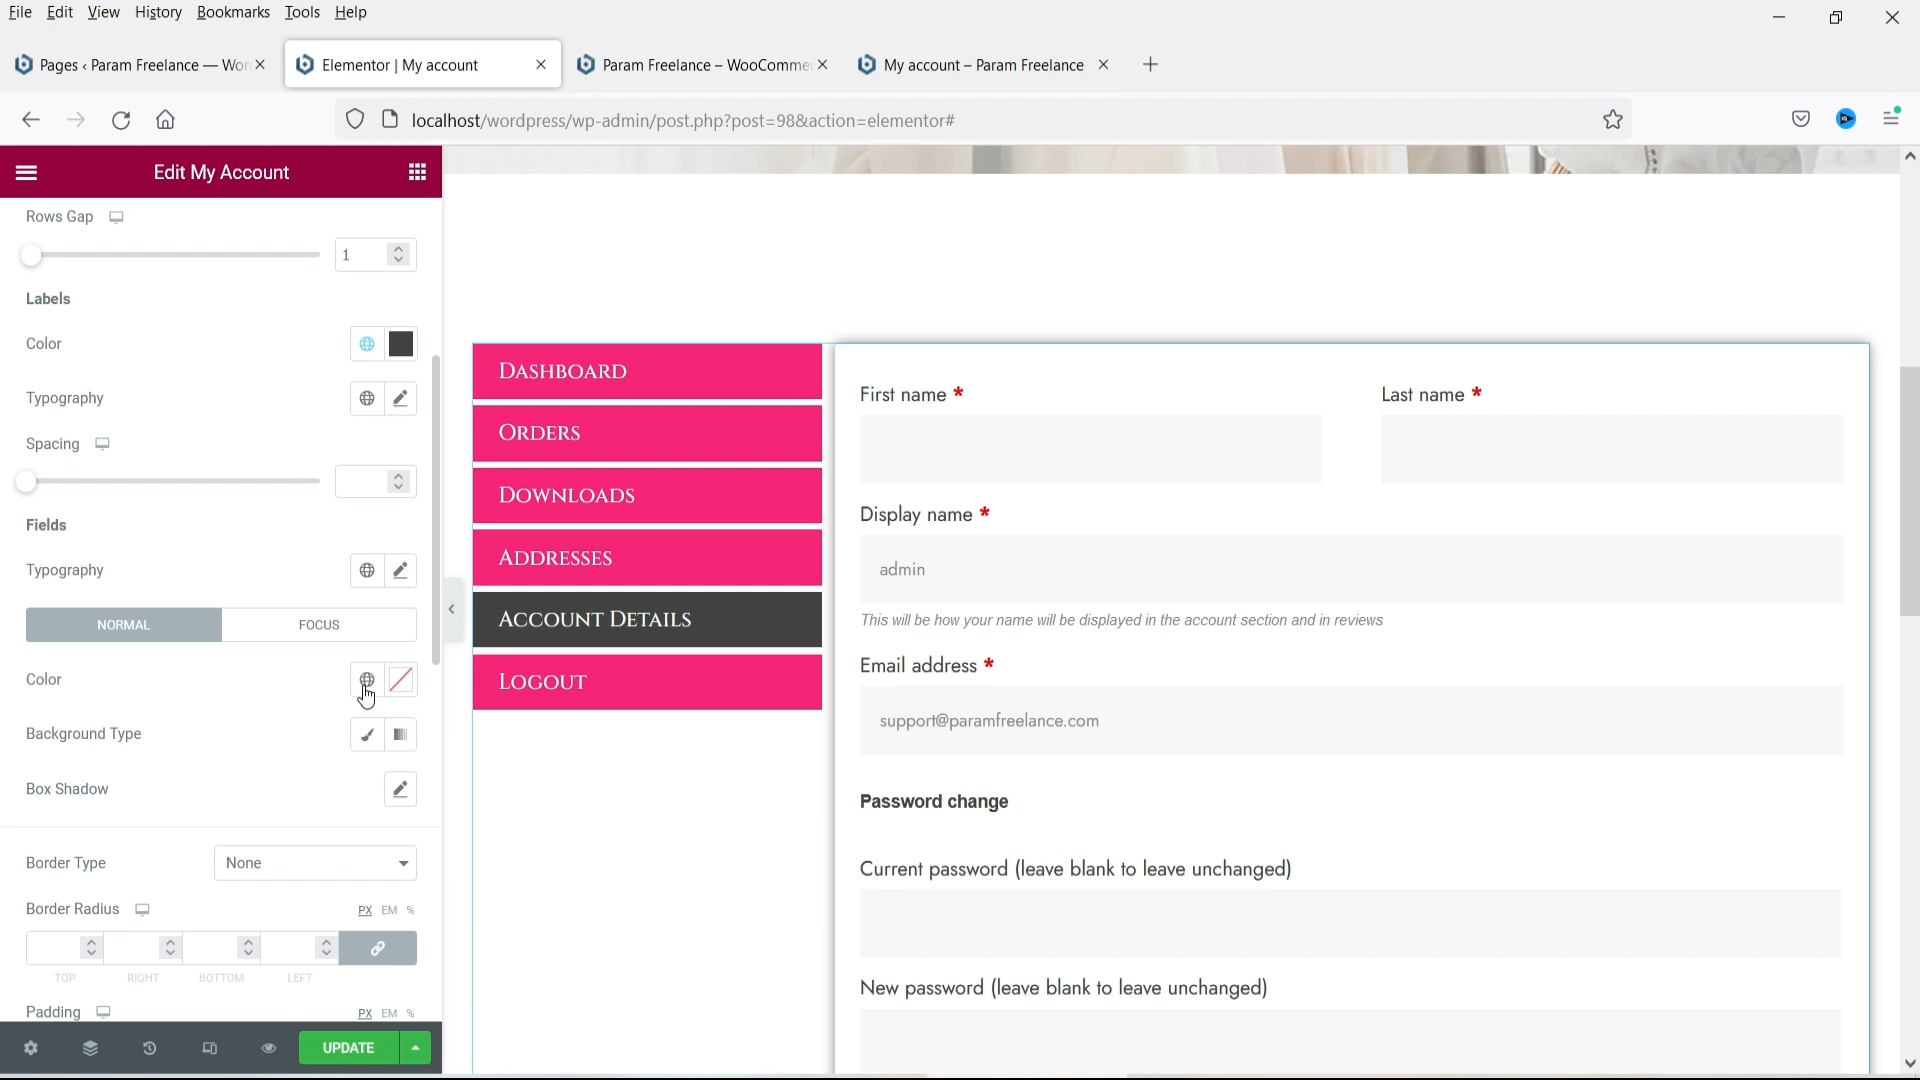 File Edit View History Bookmarks Tools Help
Pages ‹ Param Freelance — Wor
Elementor | My account
Param Freelance – WooComme
My account – Param Freelance
localhost/wordpress/wp-admin/post.php?post=98&action=elementor#
Edit My Account
Rows Gap
1
Labels
Color
Typography
Spacing
Fields
Typography
NORMAL FOCUS
Color
Background Type
Box Shadow
Border Type None
Border Radius PX EM %
TOP RIGHT BOTTOM LEFT
Padding PX EM %
UPDATE
DASHBOARD
ORDERS
DOWNLOADS
ADDRESSES
ACCOUNT DETAILS
LOGOUT
First name * Last name *
Display name *
admin
This will be how your name will be displayed in the account section and in reviews
Email address *
support@paramfreelance.com
Password change
Current password (leave blank to leave unchanged)
New password (leave blank to leave unchanged)